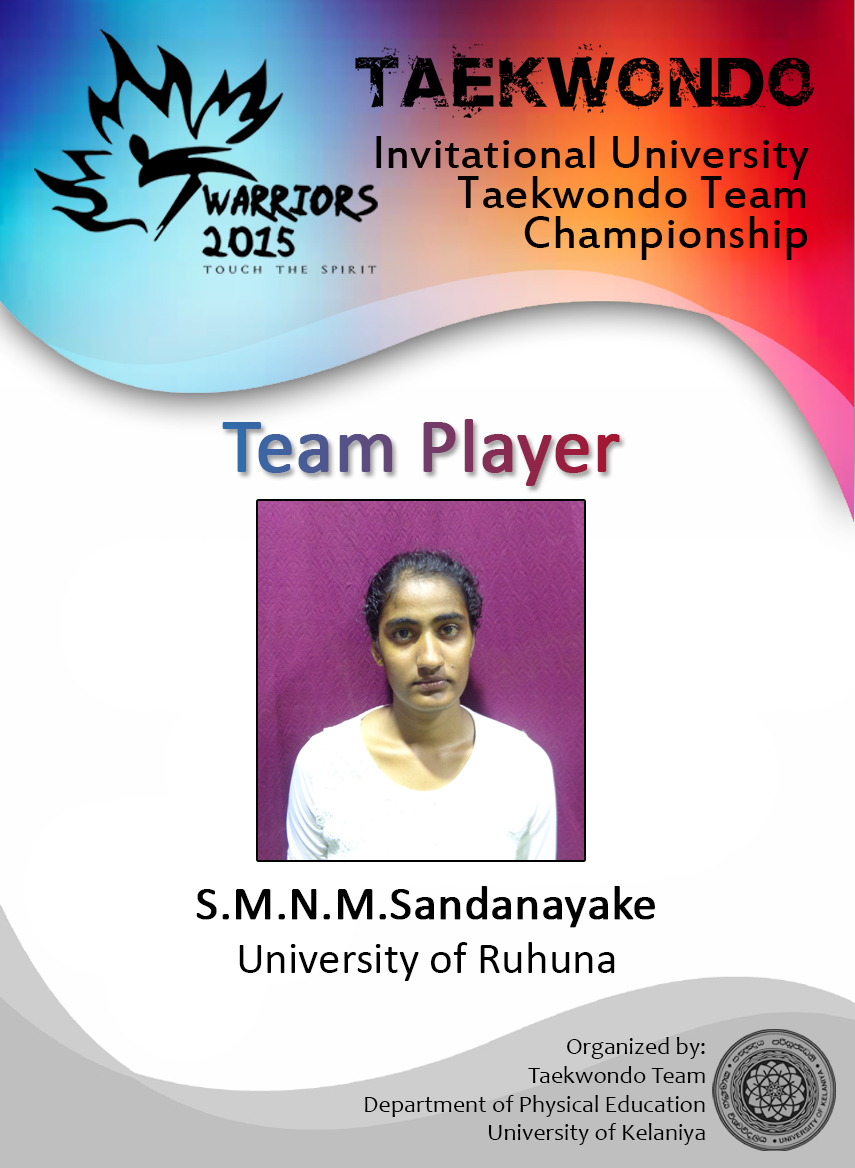 TAEKWONDO
Invitational University
Taekwondo Team
Championship
WARRIORS
2015
TOUCH THE SPIRIT
Team Player
S.M.N.M.Sandanayake
University of Ruhuna
Organized by:
Taekwondo Team
Department of Physical Education
University of Kelaniya
UNIVERSITY OF KELANIYA